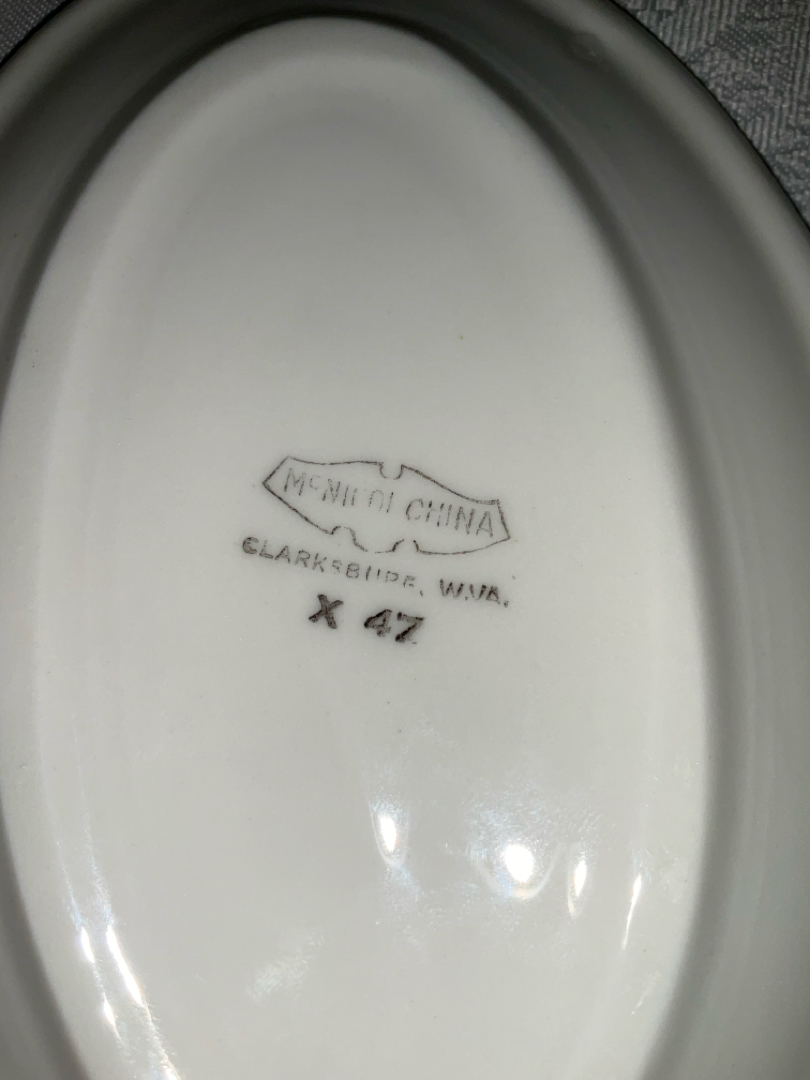 McNICOL CHINA
CLARKSBURG, W.VA.
X 47